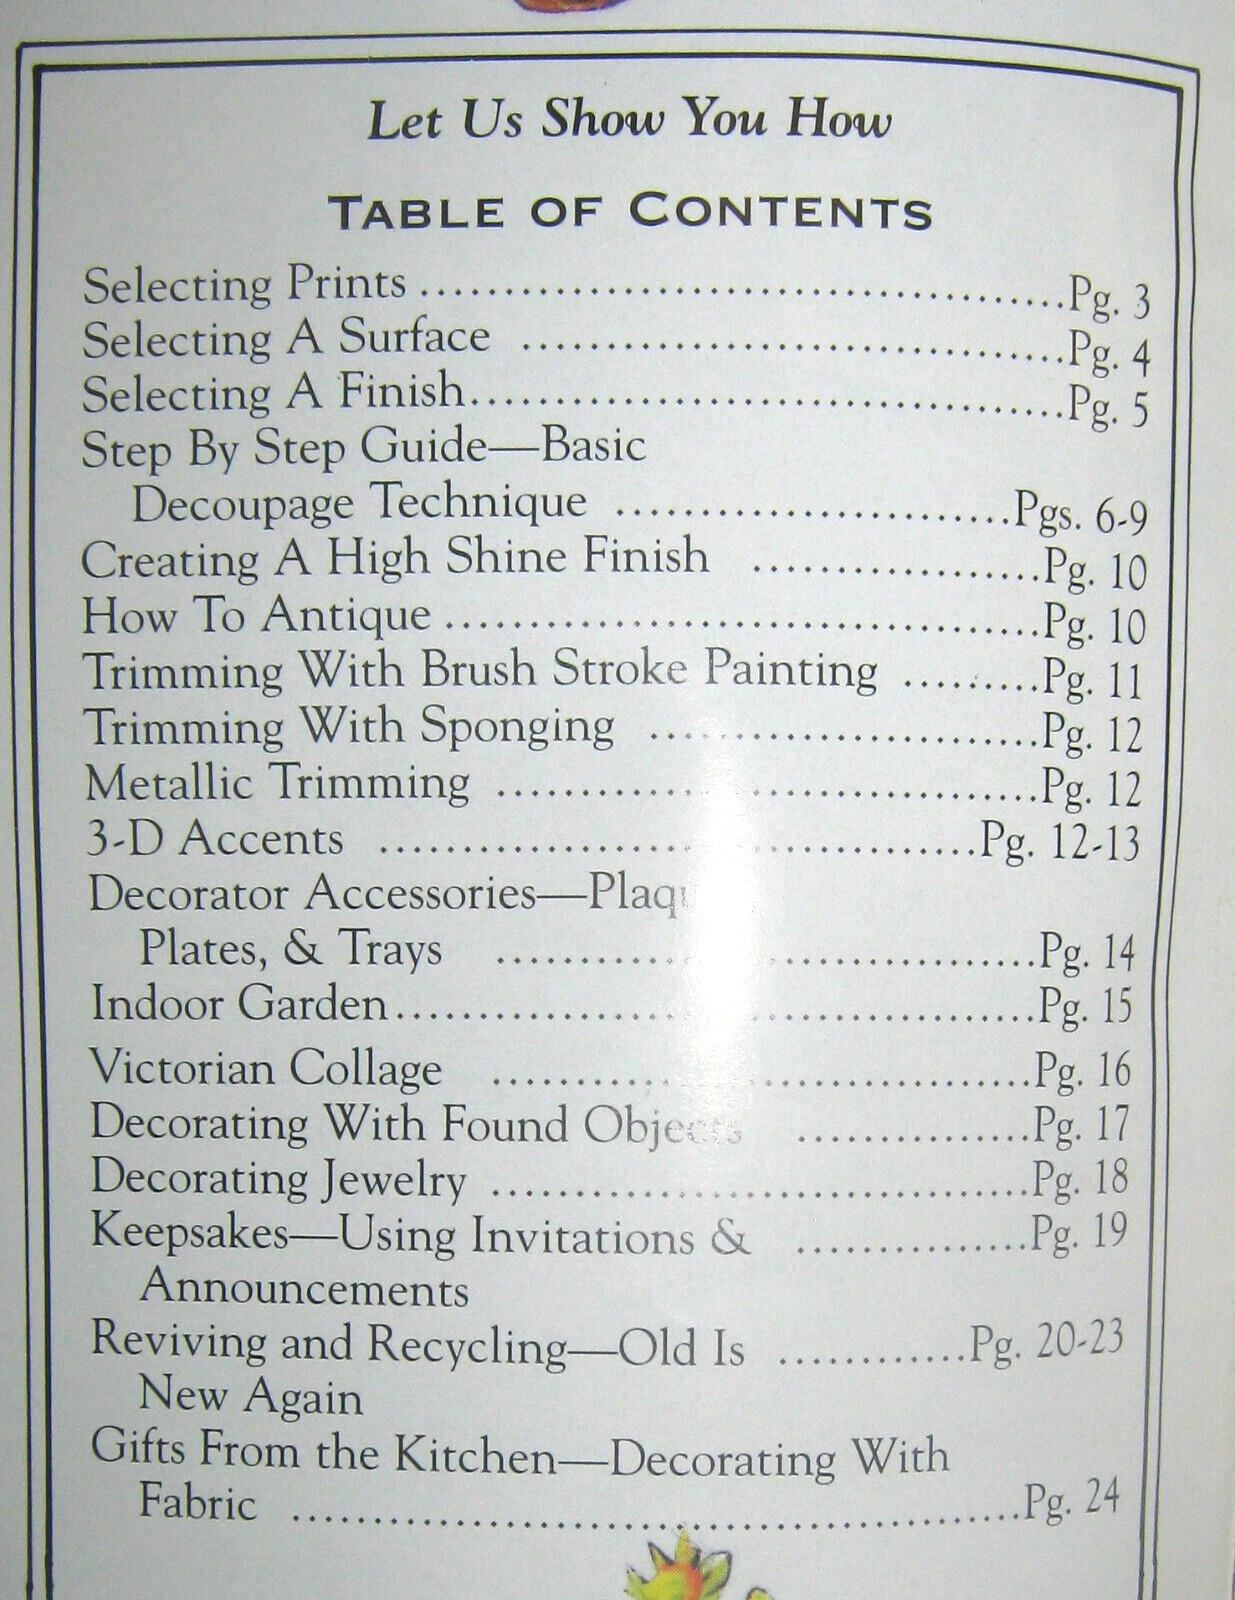 Let Us Show You How
TABLE OF CONTENTS
Selecting Prints ............................................Pg. 3
Selecting A Surface .....................................Pg. 4
Selecting A Finish........................................Pg. 5
Step By Step Guide—Basic
Decoupage Technique ...........................Pgs. 6-9
Creating A High Shine Finish ...................Pg. 10
How To Antique ........................................Pg. 10
Trimming With Brush Stroke Painting .........Pg. 11
Trimming With Sponging ..........................Pg. 12
Metallic Trimming .....................................Pg. 12
3-D Accents .........................................Pg. 12-13
Decorator Accessories—
Plates, & Trays .....................................Pg. 14
Indoor Garden...........................................Pg. 15
Victorian Collage .....................................Pg. 16
Decorating With Found Objects ................Pg. 17
Decorating Jewelry .....................................Pg. 18
Keepsakes—Using Invitations & ................Pg. 19
Announcements
Reviving and Recycling—Old Is .............Pg. 20-23
New Again
Gifts From the Kitchen—Decorating With
Fabric ..................................................Pg. 24